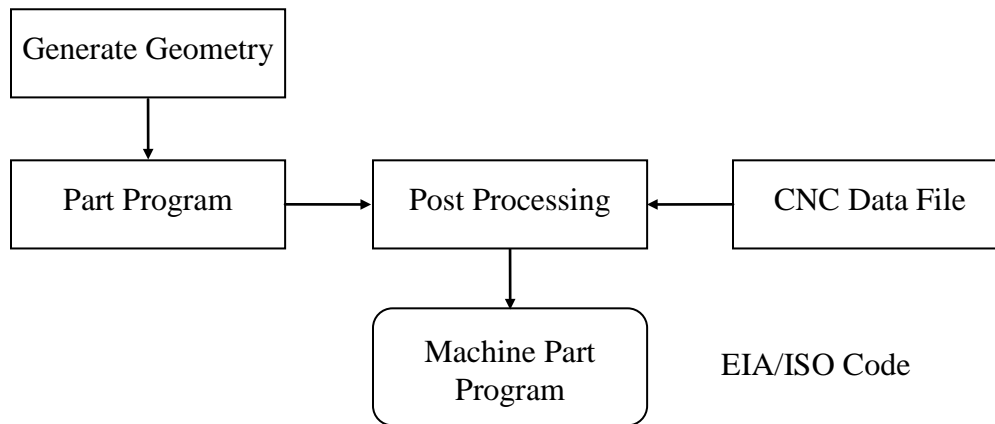 Generate Geometry
Part Program
Post Processing
CNC Data File
Machine Part
Program
EIA/ISO Code